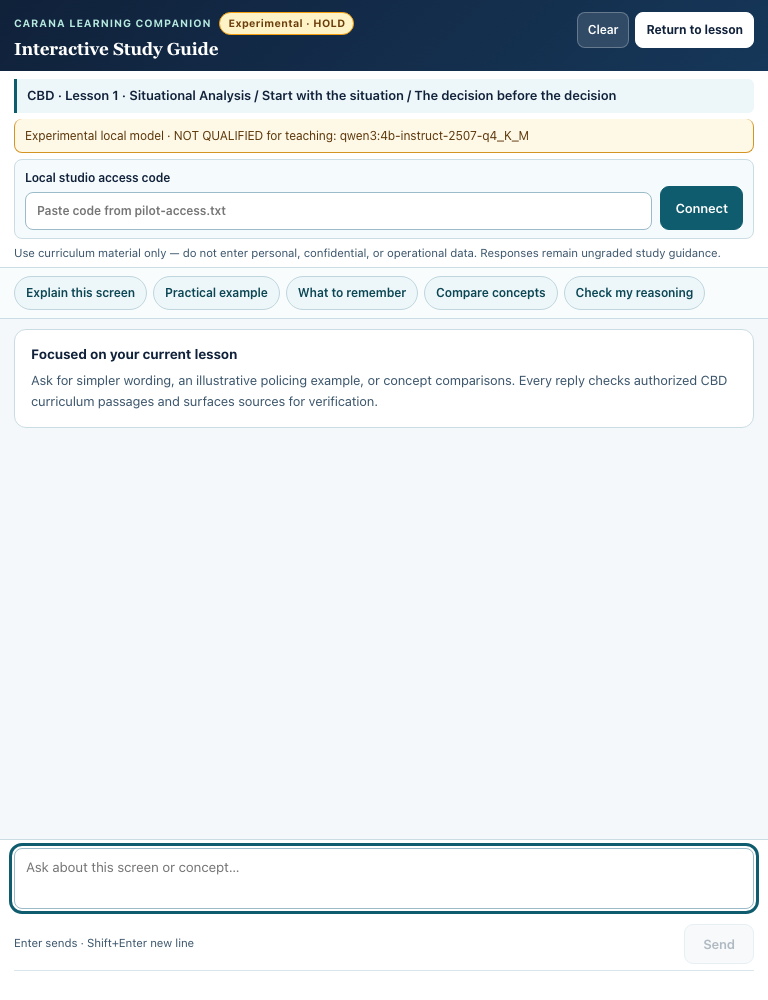 CARANA LEARNING COMPANION
Experimental · HOLD
Interactive Study Guide
Clear
Return to lesson
CBD · Lesson 1 · Situational Analysis / Start with the situation / The decision before the decision
Experimental local model · NOT QUALIFIED for teaching: qwen3:4b-instruct-2507-q4_K_M
Local studio access code
Paste code from pilot-access.txt
Connect
Use curriculum material only — do not enter personal, confidential, or operational data. Responses remain ungraded study guidance.
Explain this screen
Practical example
What to remember
Compare concepts
Check my reasoning
Focused on your current lesson
Ask for simpler wording, an illustrative policing example, or concept comparisons. Every reply checks authorized CBD
curriculum passages and surfaces sources for verification.
Ask about this screen or concept...
Enter sends · Shift+Enter new line
Send